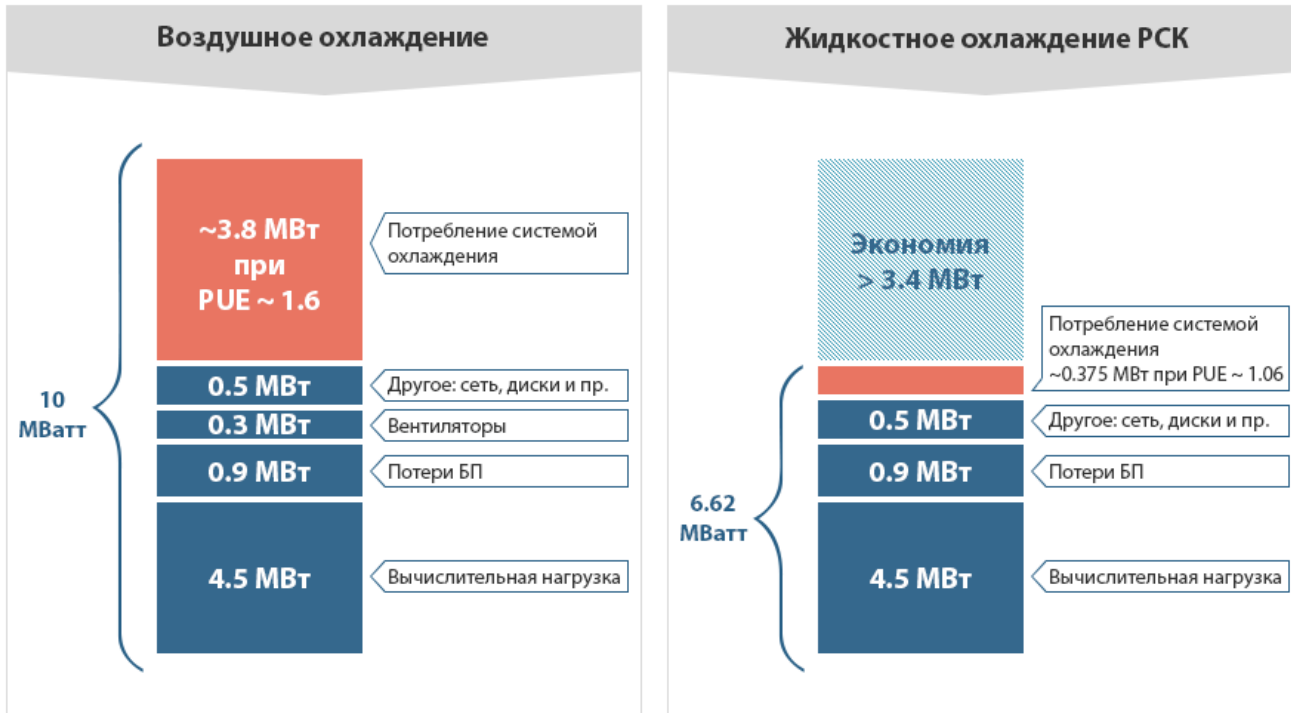 Воздушное охлаждение
~3.8 МВт
при
PUE ~ 1.6
Потребление системой
охлаждения
0.5 МВт
Другое: сеть, диски и пр.
10
МВатт
0.3 МВт
Вентиляторы
0.9 МВт
Потери БП
4.5 МВт
Вычислительная нагрузка
Жидкостное охлаждение РСК
Экономия
> 3.4 МВт
Потребление системой
охлаждения
~0.375 МВт при PUE ~ 1.06
0.5 МВт
Другое: сеть, диски и пр.
0.9 МВт
Потери БП
6.62
МВатт
4.5 МВт
Вычислительная нагрузка